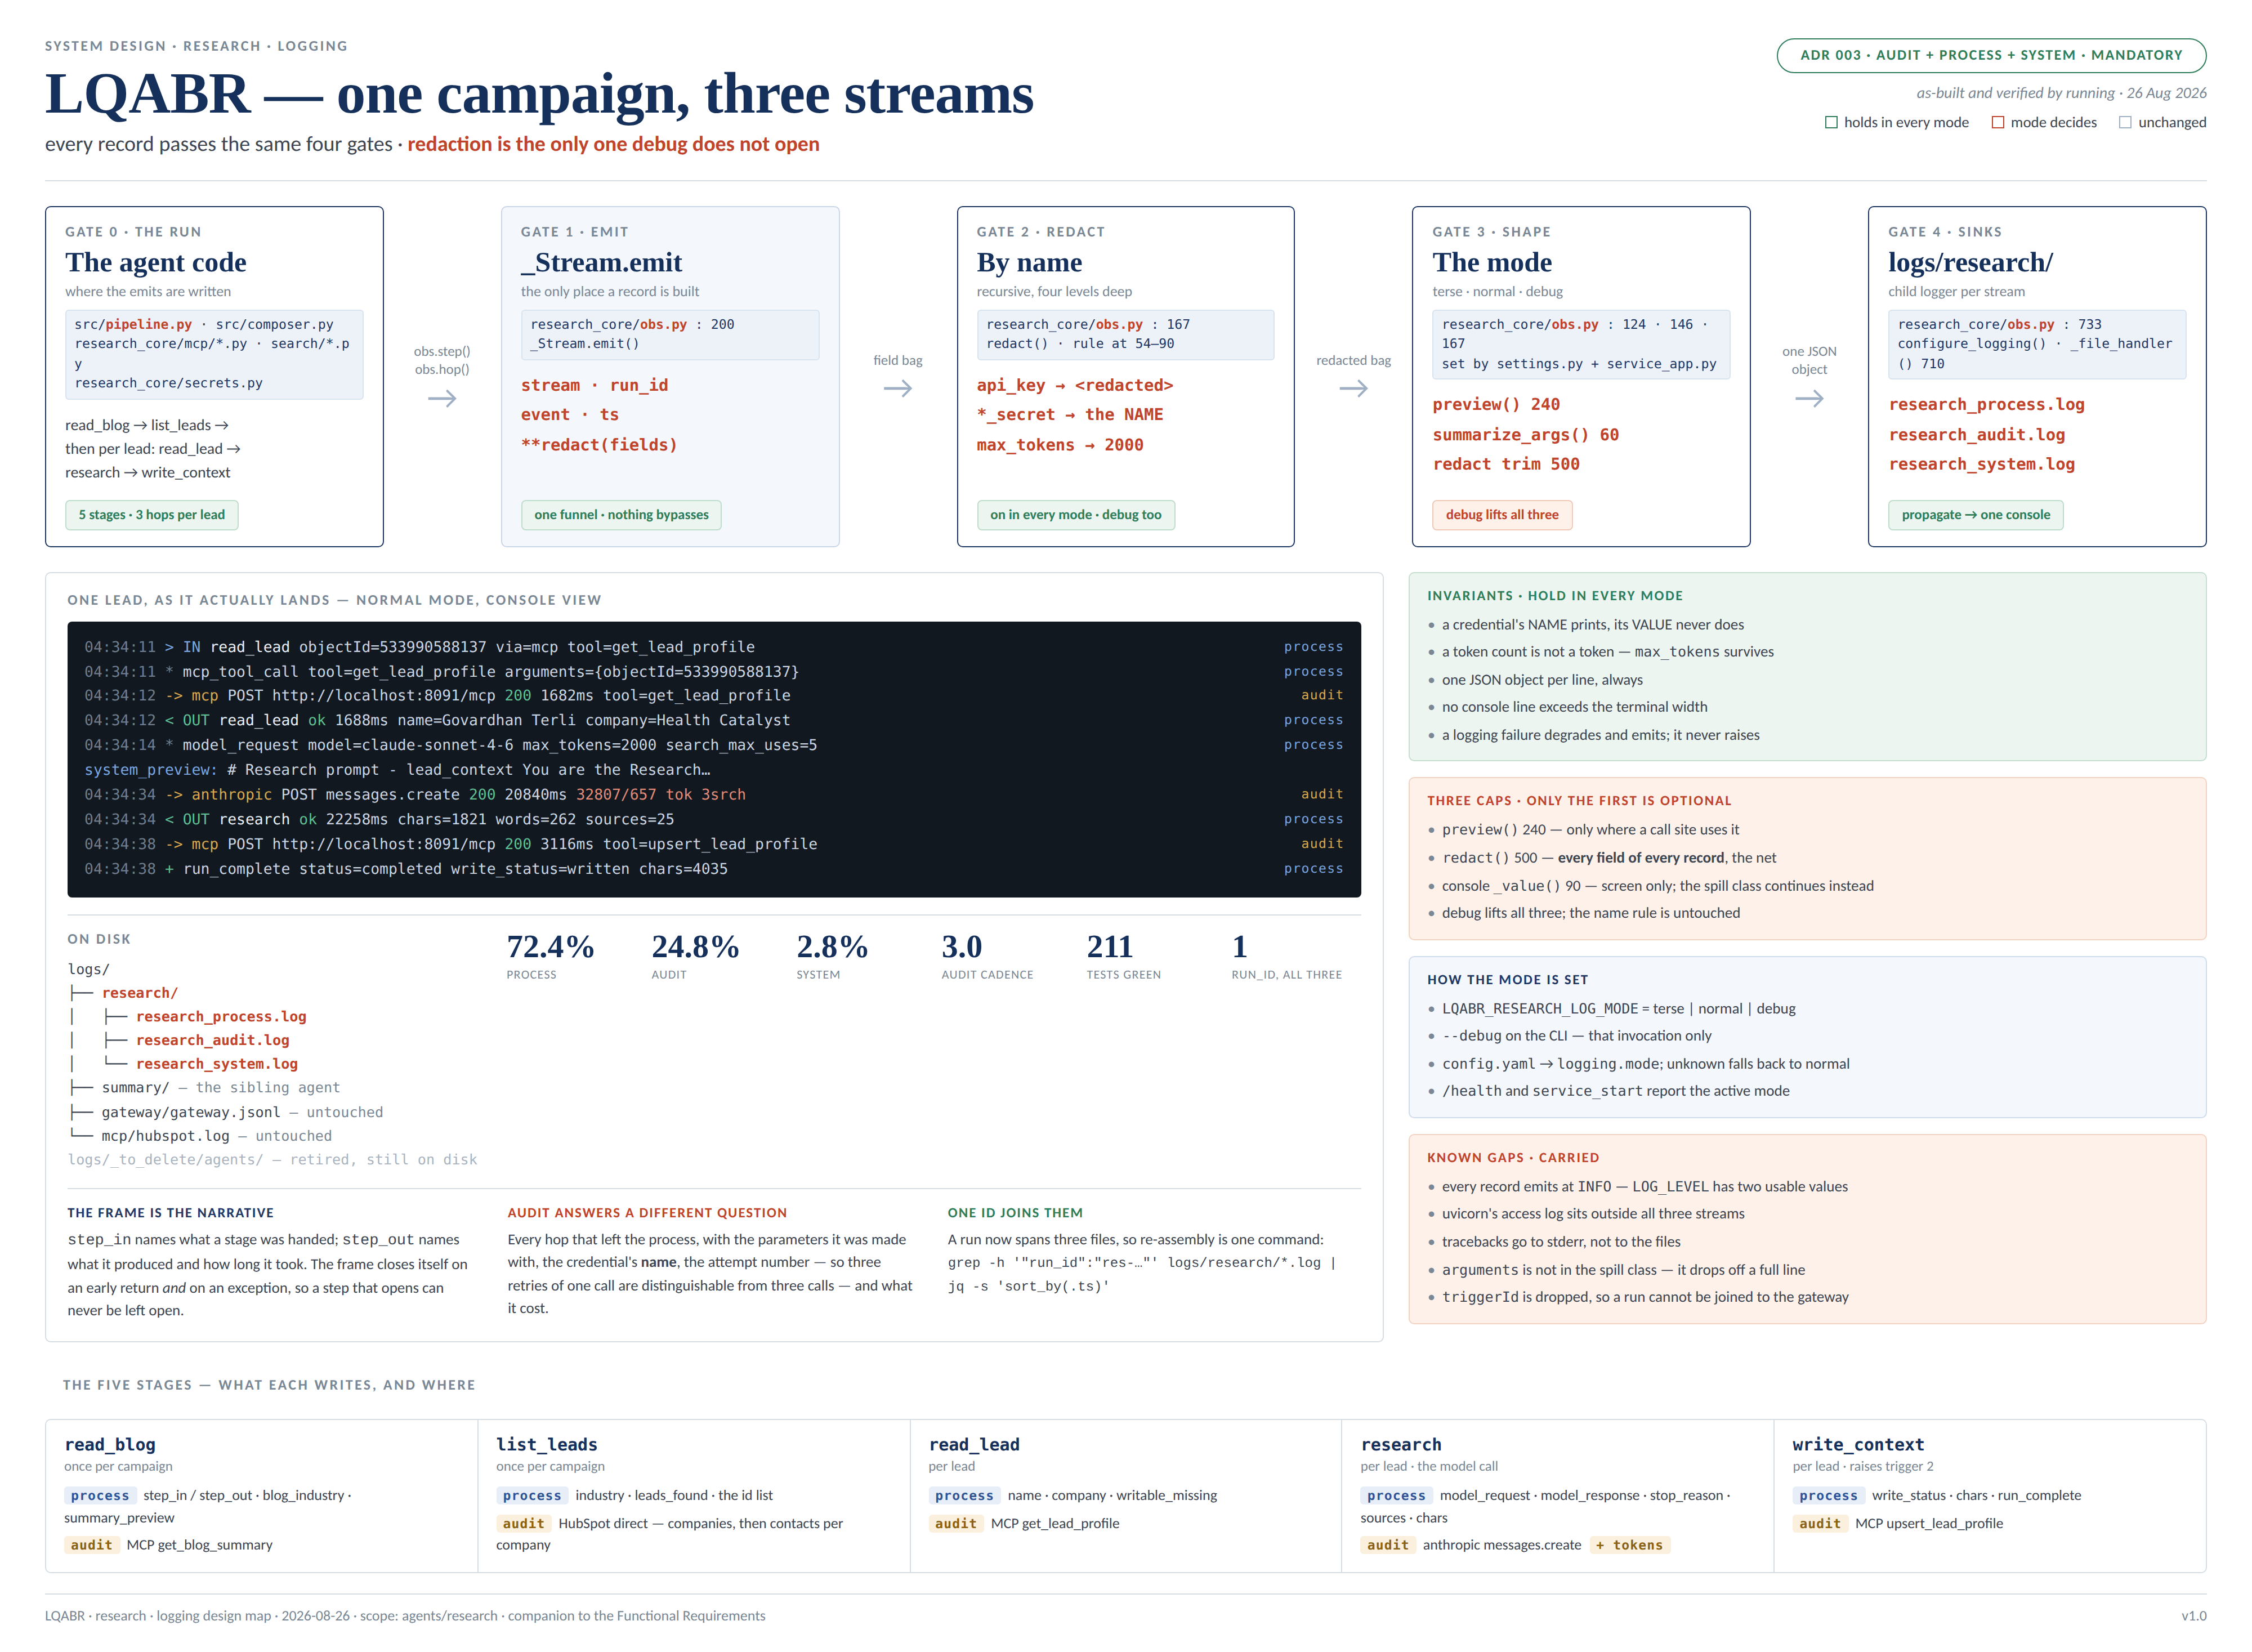 SYSTEM DESIGN · RESEARCH · LOGGING
LQABR — one campaign, three streams
every record passes the same four gates · redaction is the only one debug does not open
ADR 003 · AUDIT + PROCESS + SYSTEM · MANDATORY
as-built and verified by running · 26 Aug 2026
holds in every mode mode decides unchanged
GATE 0 · THE RUN
The agent code
where the emits are written
src/pipeline.py · src/composer.py
research_core/mcp/*.py · search/*.p
y
research_core/secrets.py
read_blog → list_leads →
then per lead: read_lead →
research → write_context
5 stages · 3 hops per lead
obs.step()
obs.hop()
→
GATE 1 · EMIT
_Stream.emit
the only place a record is built
research_core/obs.py : 200
_Stream.emit()
stream · run_id
event · ts
**redact(fields)
one funnel · nothing bypasses
field bag
→
GATE 2 · REDACT
By name
recursive, four levels deep
research_core/obs.py : 167
redact() · rule at 54–90
api_key → <redacted>
*_secret → the NAME
max_tokens → 2000
on in every mode · debug too
redacted bag
→
GATE 3 · SHAPE
The mode
terse · normal · debug
research_core/obs.py : 124 · 146 ·
167
set by settings.py + service_app.py
preview() 240
summarize_args() 60
redact trim 500
debug lifts all three
one JSON
object
→
GATE 4 · SINKS
logs/research/
child logger per stream
research_core/obs.py : 733
configure_logging() · _file_handler
() 710
research_process.log
research_audit.log
research_system.log
propagate → one console
ONE LEAD, AS IT ACTUALLY LANDS — NORMAL MODE, CONSOLE VIEW
04:34:11 > IN read_lead objectId=533990588137 via=mcp tool=get_lead_profile process
04:34:11 * mcp_tool_call tool=get_lead_profile arguments={objectId=533990588137} process
04:34:12 -> mcp POST http://localhost:8091/mcp 200 1682ms tool=get_lead_profile audit
04:34:12 < OUT read_lead ok 1688ms name=Govardhan Terli company=Health Catalyst process
04:34:14 * model_request model=claude-sonnet-4-6 max_tokens=2000 search_max_uses=5 process
system_preview: # Research prompt - lead_context You are the Research…
04:34:34 -> anthropic POST messages.create 200 20840ms 32807/657 tok 3srch audit
04:34:34 < OUT research ok 22258ms chars=1821 words=262 sources=25 process
04:34:38 -> mcp POST http://localhost:8091/mcp 200 3116ms tool=upsert_lead_profile audit
04:34:38 + run_complete status=completed write_status=written chars=4035 process
ON DISK
logs/
├── research/
│   ├── research_process.log
│   ├── research_audit.log
│   └── research_system.log
├── summary/ — the sibling agent
├── gateway/gateway.jsonl — untouched
└── mcp/hubspot.log — untouched
logs/_to_delete/agents/ — retired, still on disk
72.4%
PROCESS
24.8%
AUDIT
2.8%
SYSTEM
3.0
AUDIT CADENCE
211
TESTS GREEN
1
RUN_ID, ALL THREE
THE FRAME IS THE NARRATIVE
step_in names what a stage was handed; step_out names
what it produced and how long it took. The frame closes itself on
an early return and on an exception, so a step that opens can
never be left open.
AUDIT ANSWERS A DIFFERENT QUESTION
Every hop that left the process, with the parameters it was made
with, the credential's name, the attempt number — so three
retries of one call are distinguishable from three calls — and what
it cost.
ONE ID JOINS THEM
A run now spans three files, so re-assembly is one command:
grep -h '"run_id":"res-…"' logs/research/*.log |
jq -s 'sort_by(.ts)'
INVARIANTS · HOLD IN EVERY MODE
• a credential's NAME prints, its VALUE never does
• a token count is not a token — max_tokens survives
• one JSON object per line, always
• no console line exceeds the terminal width
• a logging failure degrades and emits; it never raises
THREE CAPS · ONLY THE FIRST IS OPTIONAL
• preview() 240 — only where a call site uses it
• redact() 500 — every field of every record, the net
• console _value() 90 — screen only; the spill class continues instead
• debug lifts all three; the name rule is untouched
HOW THE MODE IS SET
• LQABR_RESEARCH_LOG_MODE = terse | normal | debug
• --debug on the CLI — that invocation only
• config.yaml → logging.mode; unknown falls back to normal
• /health and service_start report the active mode
KNOWN GAPS · CARRIED
• every record emits at INFO — LOG_LEVEL has two usable values
• uvicorn's access log sits outside all three streams
• tracebacks go to stderr, not to the files
• arguments is not in the spill class — it drops off a full line
• triggerId is dropped, so a run cannot be joined to the gateway
THE FIVE STAGES — WHAT EACH WRITES, AND WHERE
read_blog
once per campaign
process step_in / step_out · blog_industry ·
summary_preview
audit MCP get_blog_summary
list_leads
once per campaign
process industry · leads_found · the id list
audit HubSpot direct — companies, then contacts per
company
read_lead
per lead
process name · company · writable_missing
audit MCP get_lead_profile
research
per lead · the model call
process model_request · model_response · stop_reason ·
sources · chars
audit anthropic messages.create + tokens
write_context
per lead · raises trigger 2
process write_status · chars · run_complete
audit MCP upsert_lead_profile
LQABR · research · logging design map · 2026-08-26 · scope: agents/research · companion to the Functional Requirements
v1.0